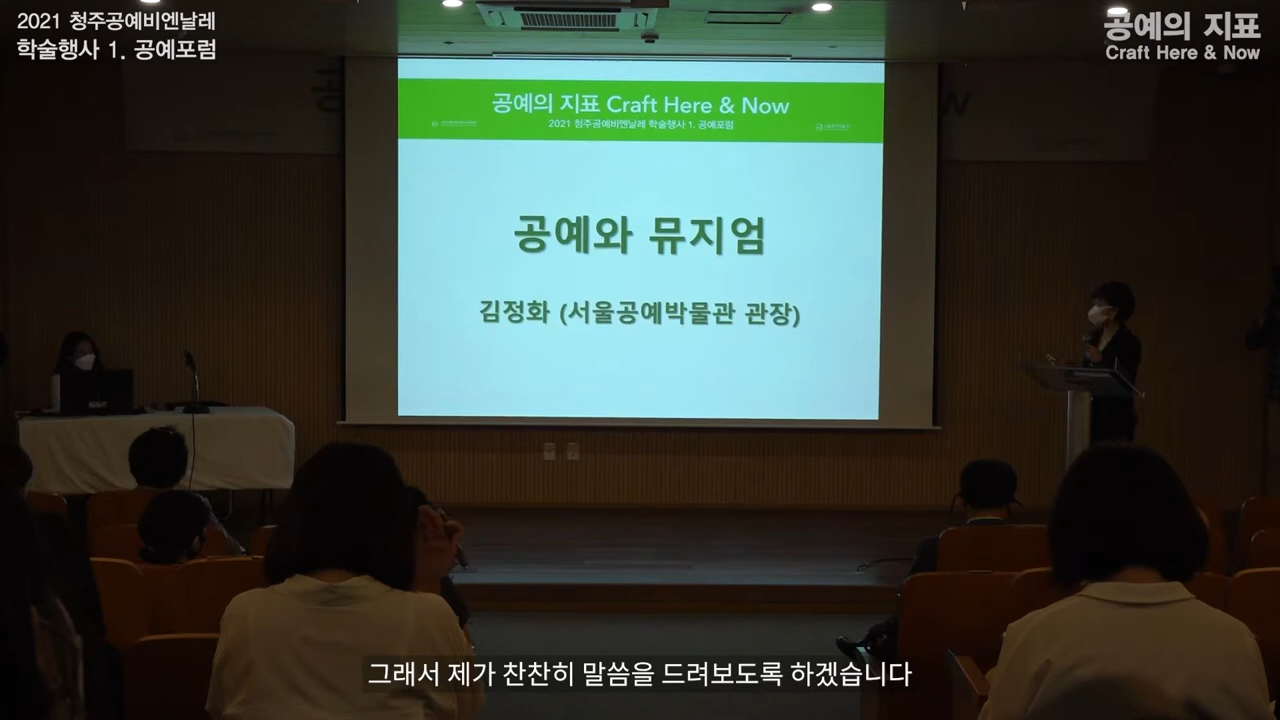 2021 청주공예비엔날레
학술행사 1. 공예포럼
공예의 지표
Craft Here & Now
공예의 지표 Craft Here & Now
2021 청주공예비엔날레 학술행사 1. 공예포럼
공예와 뮤지엄
김정화 (서울공예박물관 관장)
그래서 제가 찬찬히 말씀을 드려보도록 하겠습니다